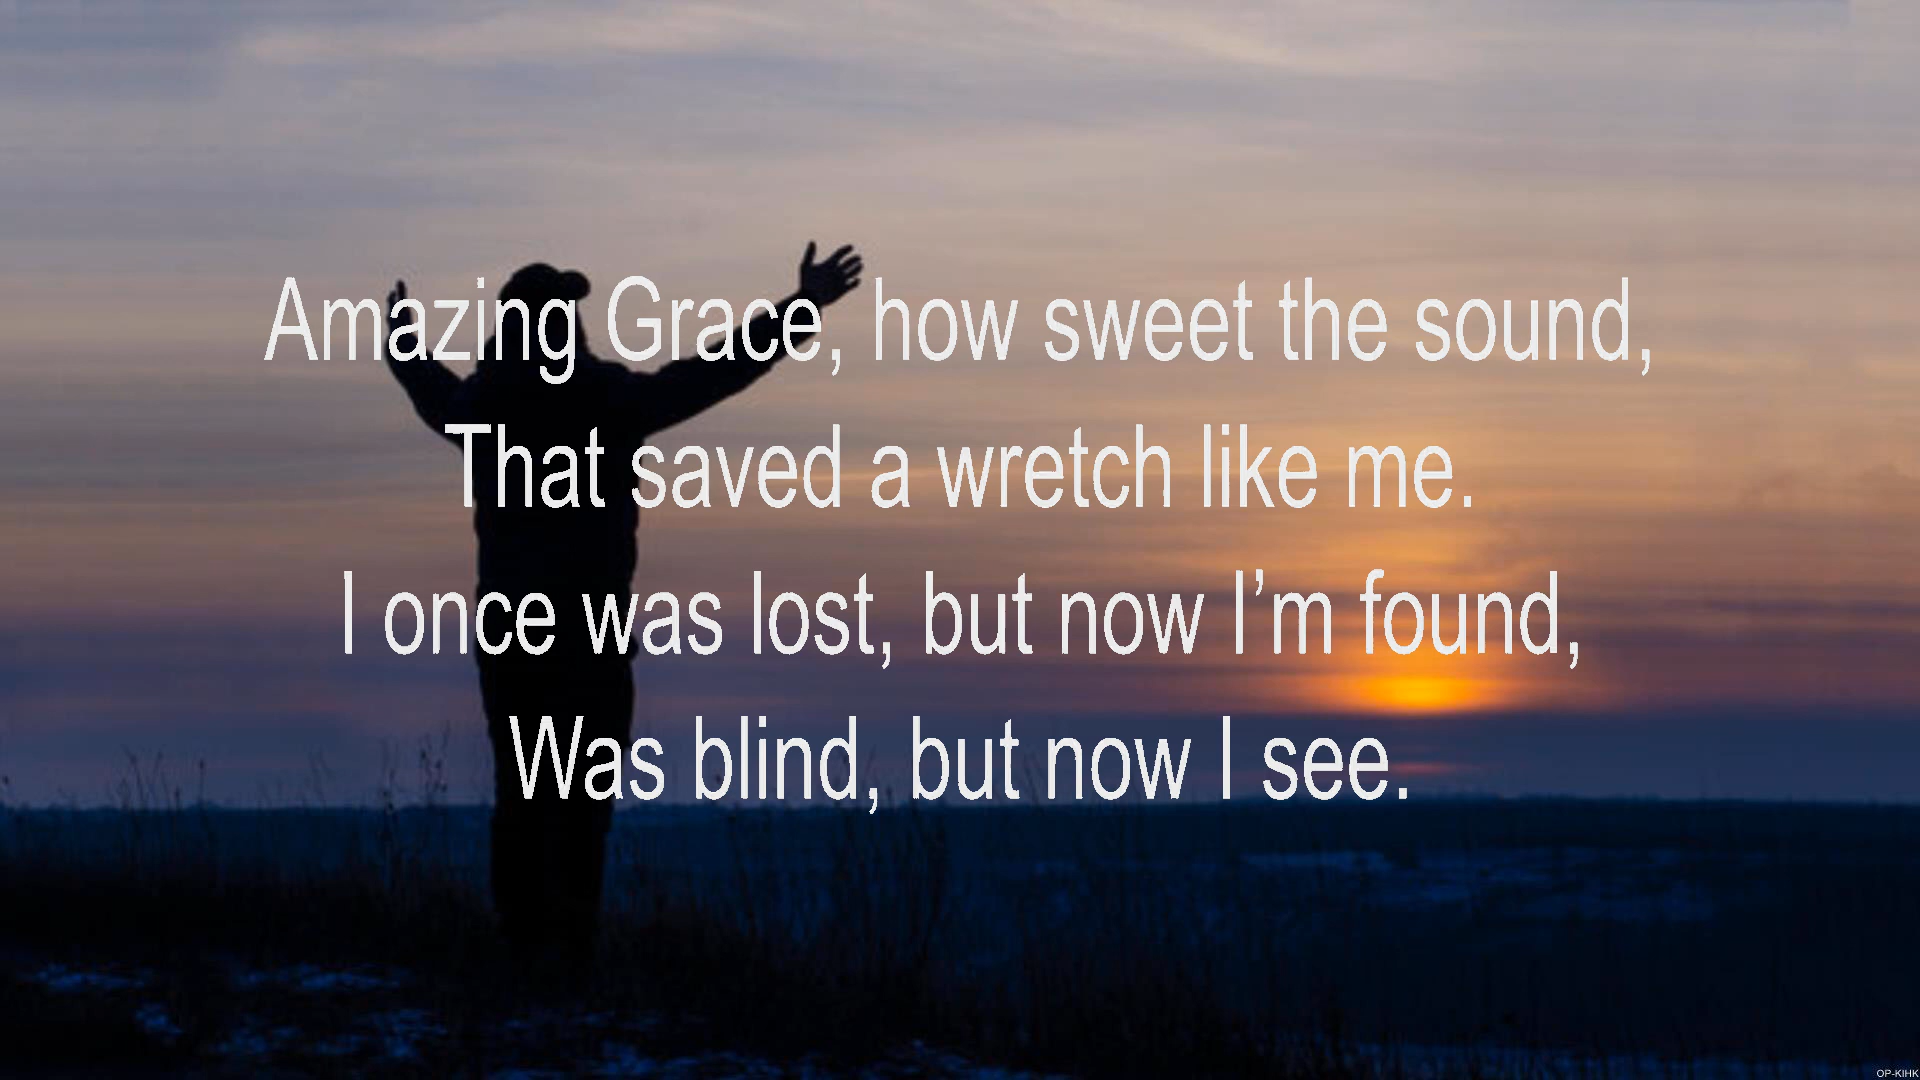 Amazing Grace, how sweet the sound,
That saved a wretch like me.
I once was lost, but now I’m found,
Was blind, but now I see.
OP-KIHK